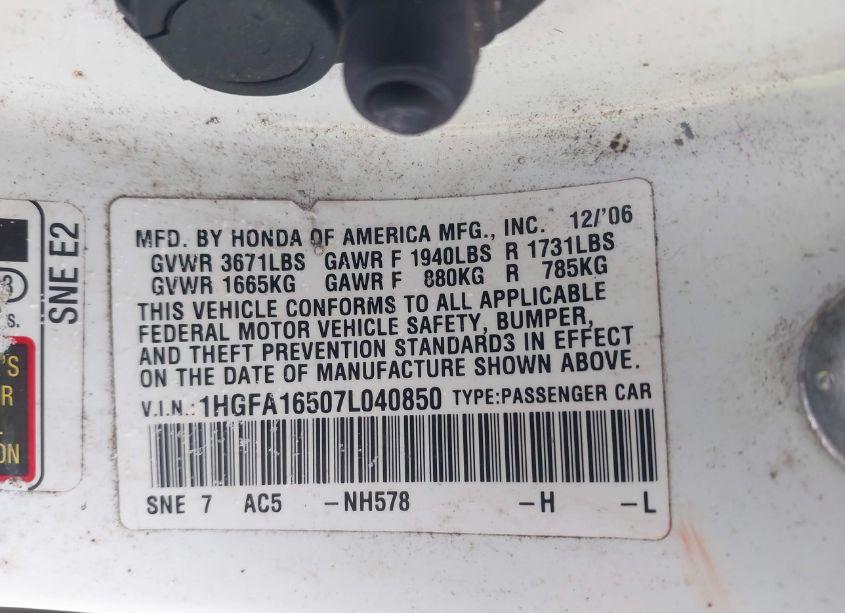 MFD. BY HONDA OF AMERICA MFG., INC. 12/'06
GVWR 3671LBS GAWR F 1940LBS R 1731LBS
GVWR 1665KG GAWR F 880KG R 785KG
THIS VEHICLE CONFORMS TO ALL APPLICABLE
FEDERAL MOTOR VEHICLE SAFETY, BUMPER,
AND THEFT PREVENTION STANDARDS IN EFFECT
ON THE DATE OF MANUFACTURE SHOWN ABOVE.
V.I.N.: 1HGFA16507L040850 TYPE:PASSENGER CAR
SNE 7 AC5 -NH578 -H -L
SNE E2